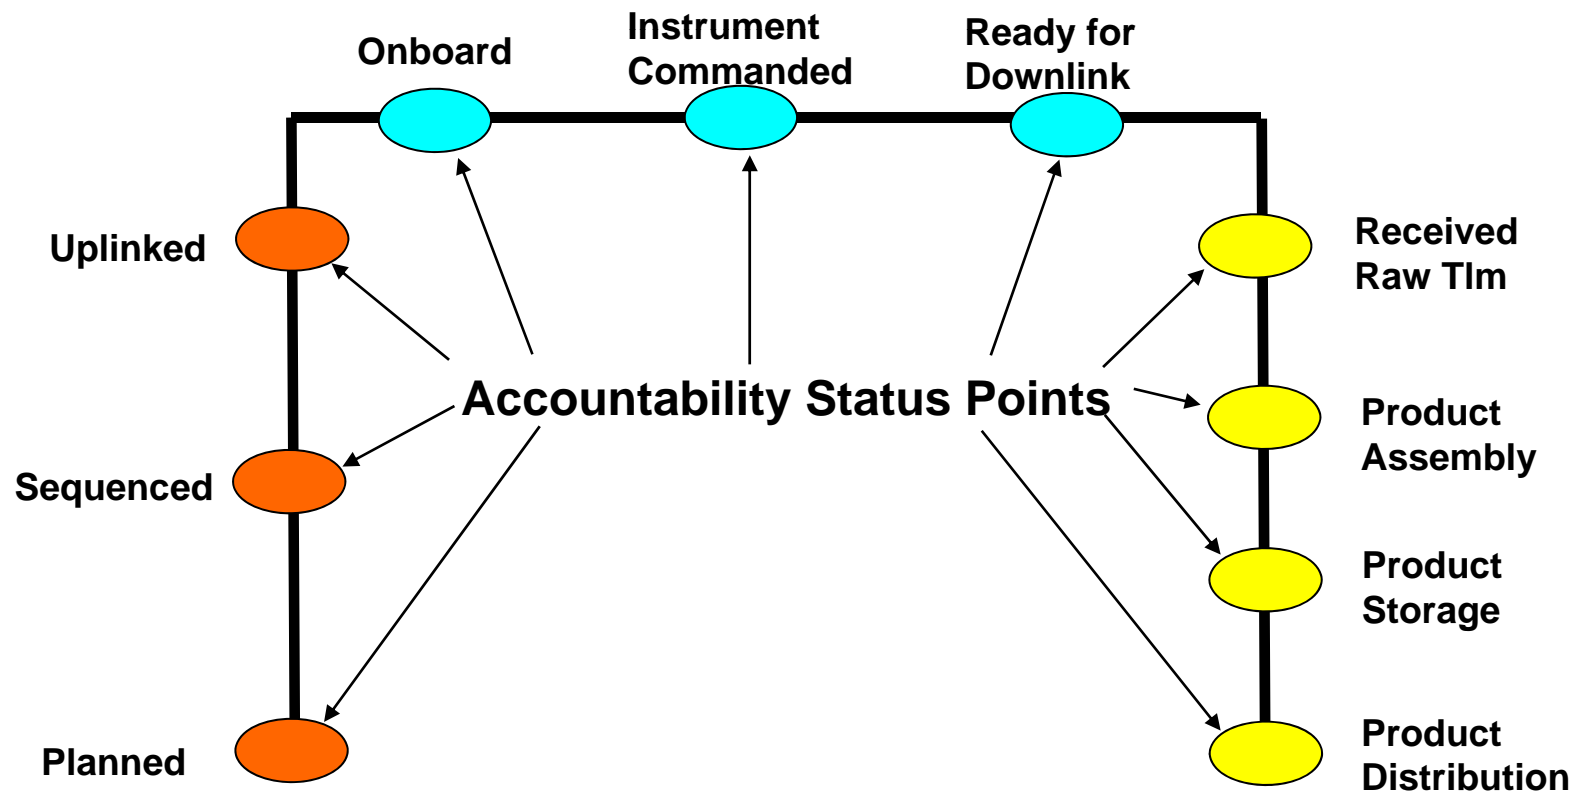 Onboard
Instrument
Commanded
Ready for
Downlink
Uplinked
Received
Raw Tlm
Accountability Status Points
Product
Assembly
Sequenced
Product
Storage
Planned
Product
Distribution